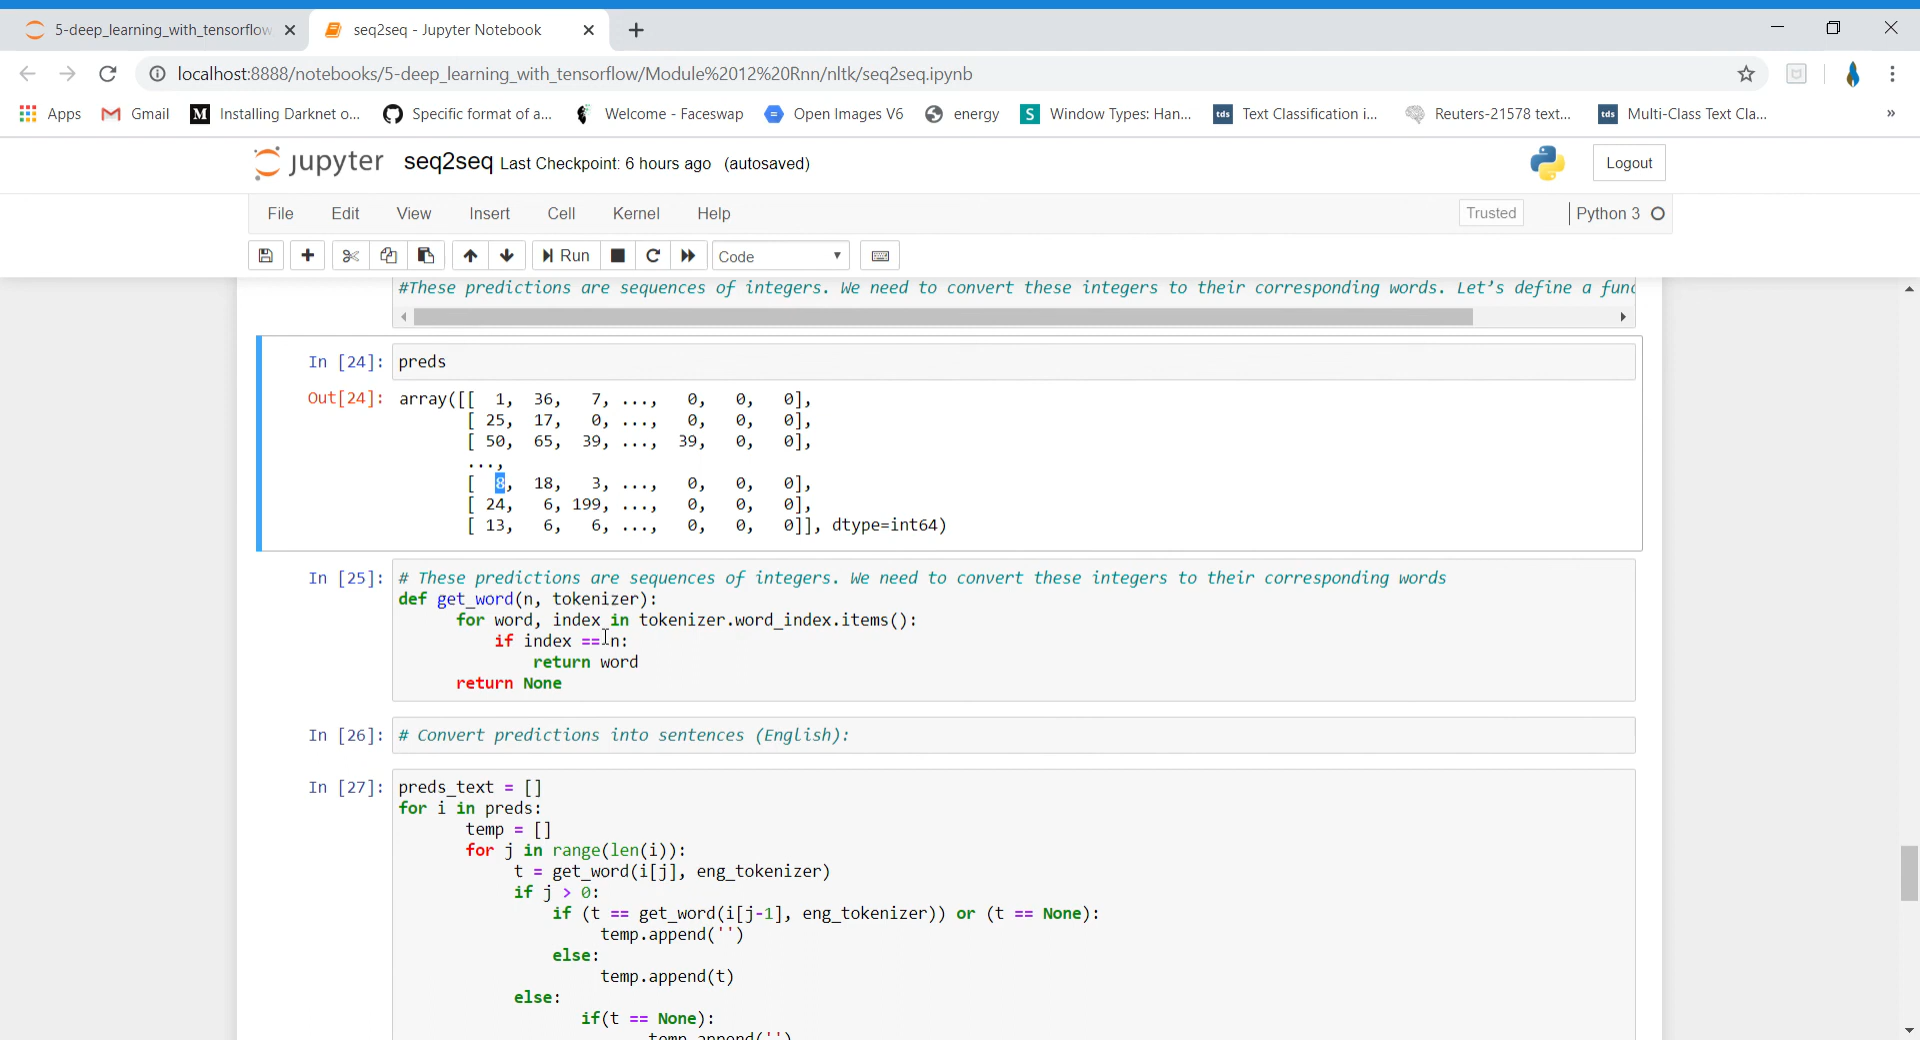 5-deep_learning_with_tensorflow
seq2seq - Jupyter Notebook
localhost:8888/notebooks/5-deep_learning_with_tensorflow/Module%2012%20Rnn/nltk/seq2seq.ipynb
Apps Gmail M Installing Darknet o... Specific format of a... Welcome - Faceswap Open Images V6 energy S Window Types: Han... tds Text Classification i... Reuters-21578 text... tds Multi-Class Text Cla... »
jupyter seq2seq Last Checkpoint: 6 hours ago (autosaved) Logout
File Edit View Insert Cell Kernel Help Trusted Python 3
Run Code
#These predictions are sequences of integers. We need to convert these integers to their corresponding words. Let's define a func
In [24]: preds
Out[24]: array([[ 1, 36, 7, ..., 0, 0, 0],
[ 25, 17, 0, ..., 0, 0, 0],
[ 50, 65, 39, ..., 39, 0, 0],
...,
[ 8, 18, 3, ..., 0, 0, 0],
[ 24, 6, 199, ..., 0, 0, 0],
[ 13, 6, 6, ..., 0, 0, 0]], dtype=int64)
In [25]: # These predictions are sequences of integers. We need to convert these integers to their corresponding words
def get_word(n, tokenizer):
for word, index in tokenizer.word_index.items():
if index == n:
return word
return None
In [26]: # Convert predictions into sentences (English):
In [27]: preds_text = []
for i in preds:
temp = []
for j in range(len(i)):
t = get_word(i[j], eng_tokenizer)
if j > 0:
if (t == get_word(i[j-1], eng_tokenizer)) or (t == None):
temp.append('')
else:
temp.append(t)
else:
if(t == None):
temp.append('')